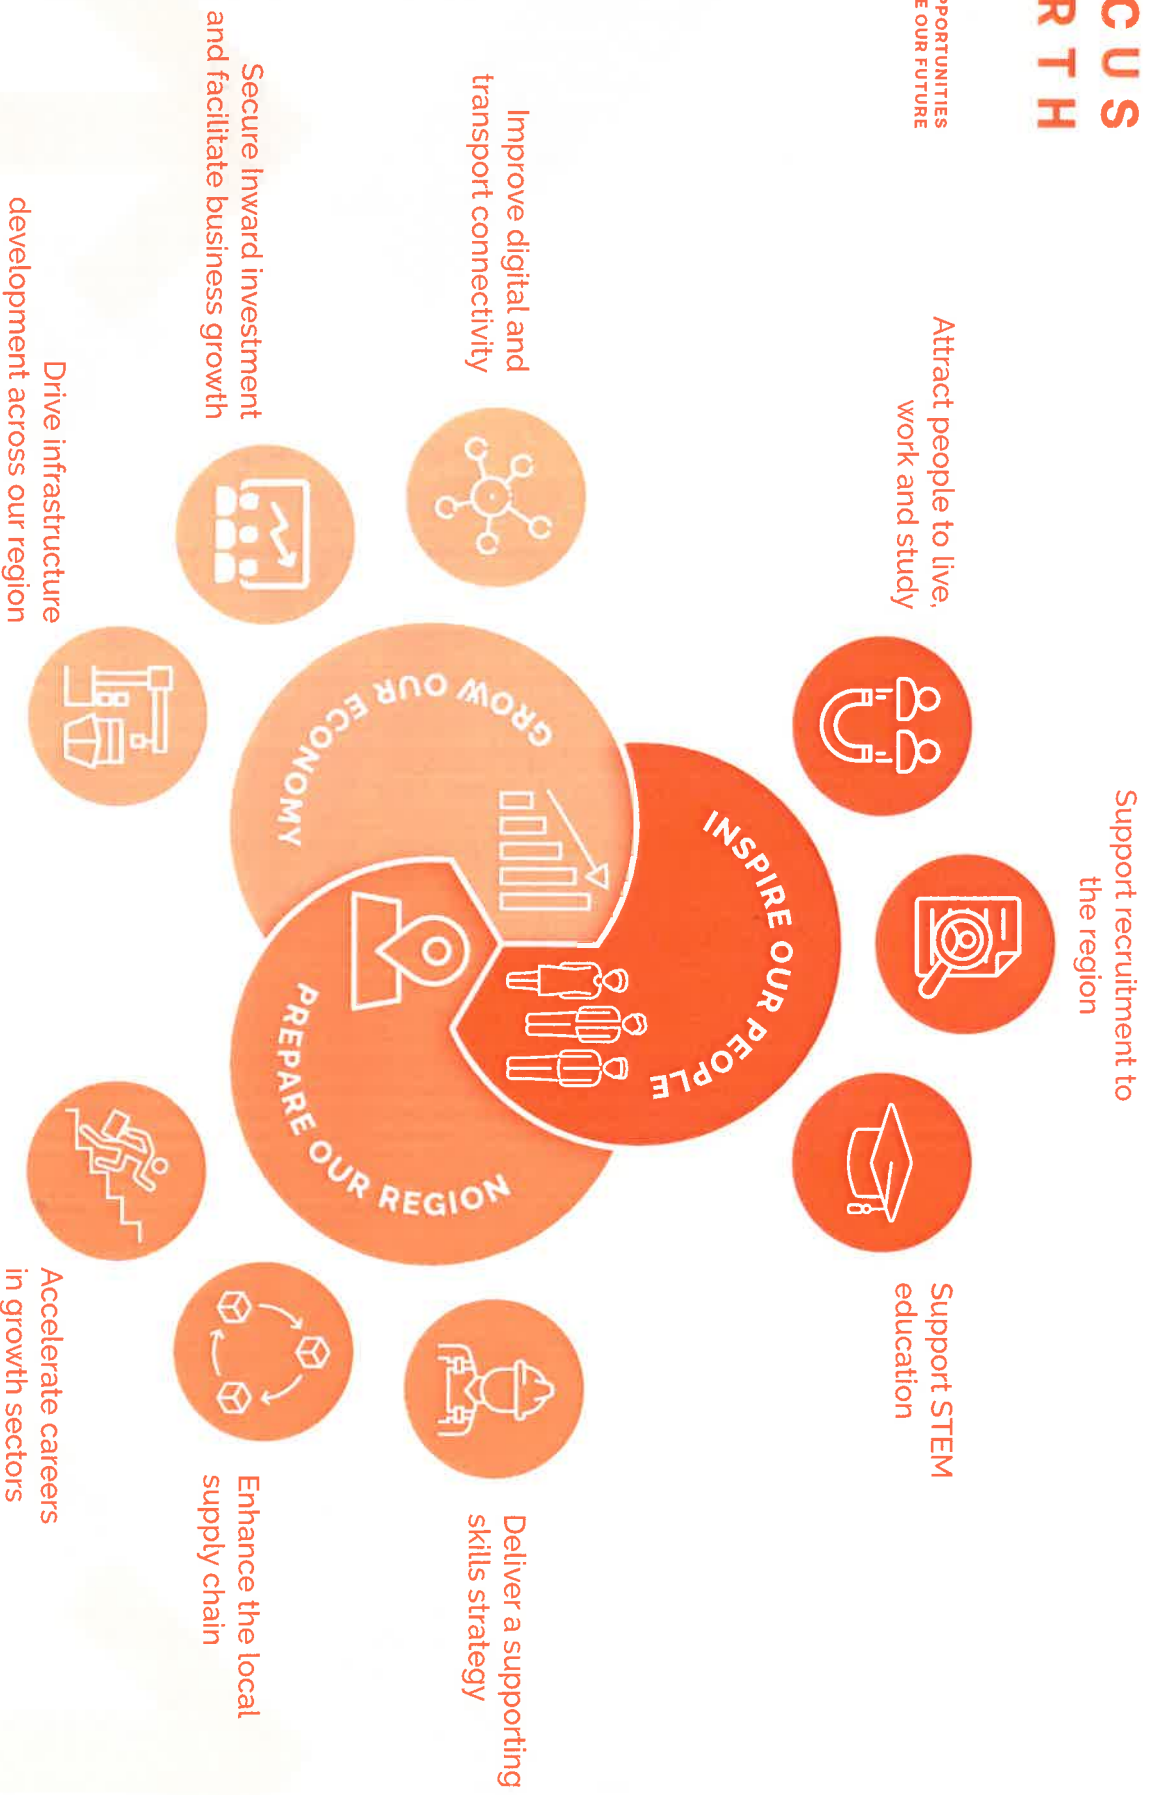 CUS
RTH
PPORTUNITIES
E OUR FUTURE
Support recruitment to
the region
Attract people to live,
work and study
Support STEM
education
INSPIRE OUR PEOPLE
Improve digital and
transport connectivity
GROW OUR ECONOMY
PREPARE OUR REGION
Deliver a supporting
skills strategy
Secure Inward investment
and facilitate business growth
Enhance the local
supply chain
Drive infrastructure
development across our region
Accelerate careers
in growth sectors